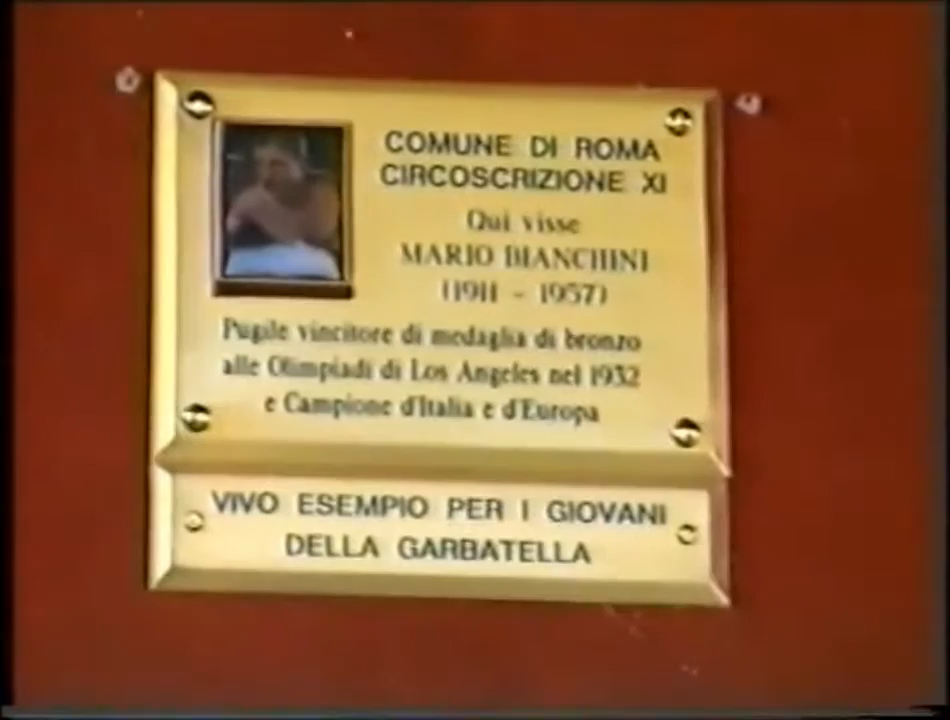 COMUNE DI ROMA
CIRCOSCRIZIONE XI
Qui visse
MARIO BIANCHINI
(1911 - 1957)
Pugile vincitore di medaglia di bronzo
alle Olimpiadi di Los Angeles nel 1932
e Campione d'Italia e d'Europa
VIVO ESEMPIO PER I GIOVANI
DELLA GARBATELLA